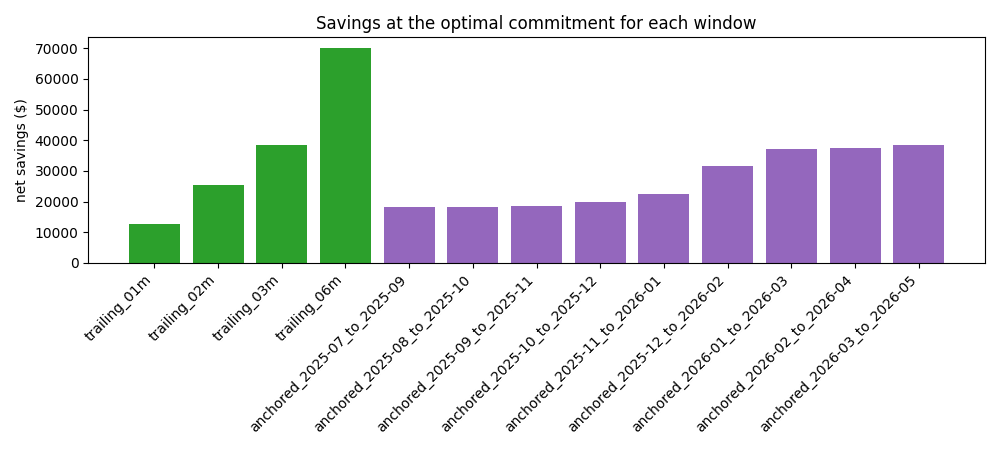 Savings at the optimal commitment for each window
net savings ($)
70000
60000
50000
40000
30000
20000
10000
0
trailing_01m
trailing_02m
trailing_03m
trailing_06m
anchored_2025-07_to_2025-09
anchored_2025-08_to_2025-10
anchored_2025-09_to_2025-11
anchored_2025-10_to_2025-12
anchored_2025-11_to_2026-01
anchored_2025-12_to_2026-02
anchored_2026-01_to_2026-03
anchored_2026-02_to_2026-04
anchored_2026-03_to_2026-05